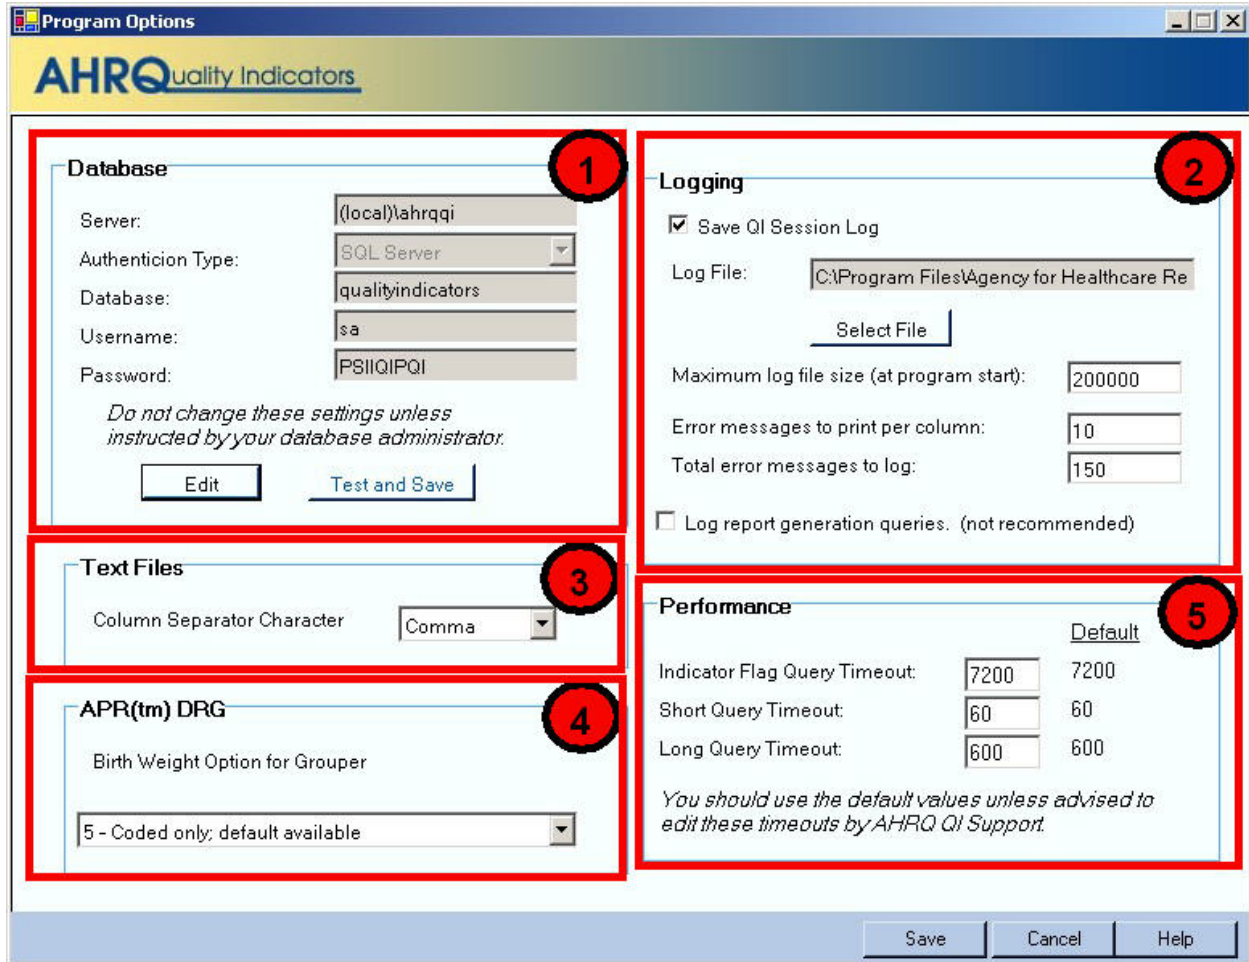 Program Options
AHRQuality Indicators
1
Database
Server: (local)\ahrqqi
Authenticion Type: SQL Server
Database: qualityindicators
Username: sa
Password: PSIIQIPQI
Do not change these settings unless
instructed by your database administrator.
Edit Test and Save
2
Logging
Save QI Session Log
Log File: C:\Program Files\Agency for Healthcare Re
Select File
Maximum log file size (at program start): 200000
Error messages to print per column: 10
Total error messages to log: 150
Log report generation queries. (not recommended)
3
Text Files
Column Separator Character Comma
4
APR(tm) DRG
Birth Weight Option for Grouper
5 - Coded only; default available
5
Performance
Default
Indicator Flag Query Timeout: 7200 7200
Short Query Timeout: 60 60
Long Query Timeout: 600 600
You should use the default values unless advised to
edit these timeouts by AHRQ QI Support.
Save Cancel Help